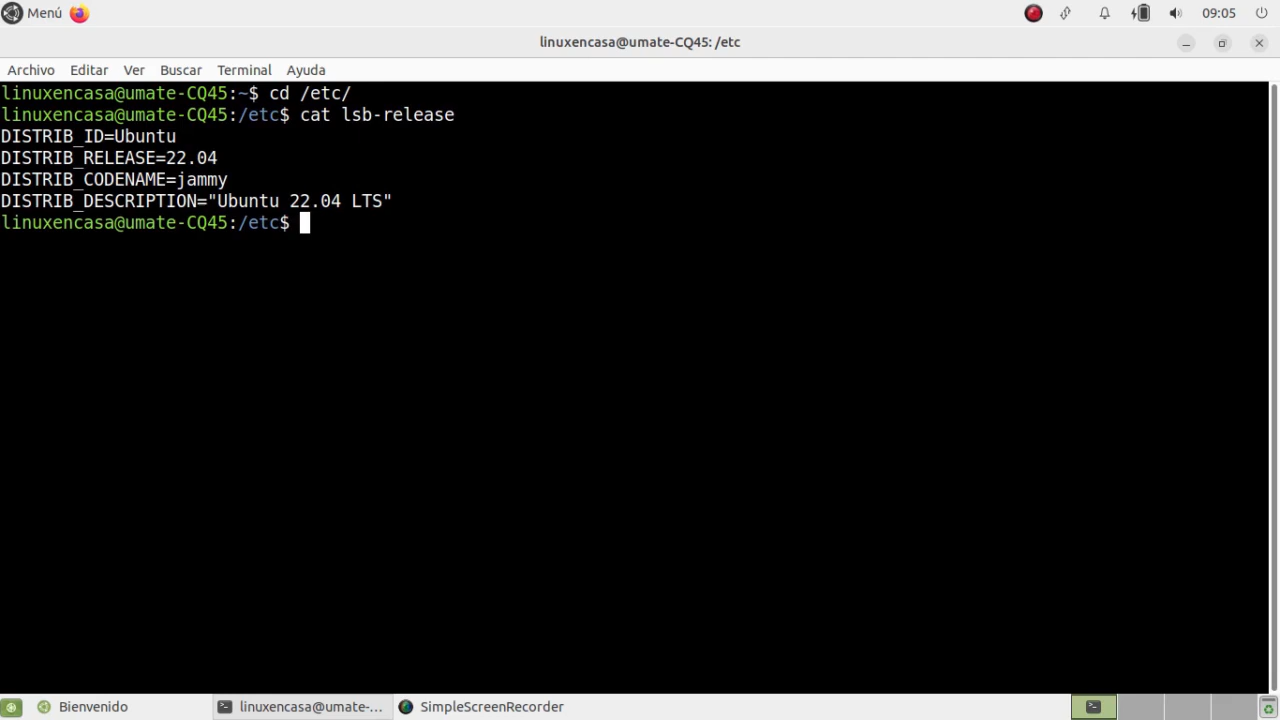 Menú
09:05
linuxencasa@umate-CQ45: /etc
Archivo Editar Ver Buscar Terminal Ayuda
linuxencasa@umate-CQ45:~$ cd /etc/
linuxencasa@umate-CQ45:/etc$ cat lsb-release
DISTRIB_ID=Ubuntu
DISTRIB_RELEASE=22.04
DISTRIB_CODENAME=jammy
DISTRIB_DESCRIPTION="Ubuntu 22.04 LTS"
linuxencasa@umate-CQ45:/etc$
Bienvenido linuxencasa@umate-... SimpleScreenRecorder